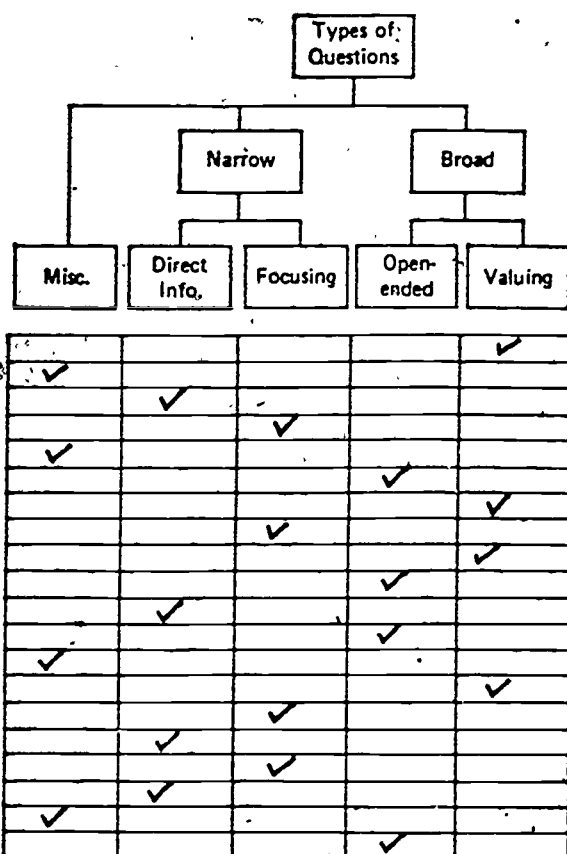 Types of
Questions
Narrow
Broad
Misc.
Direct
Info.
Focusing
Open-
ended
Valuing